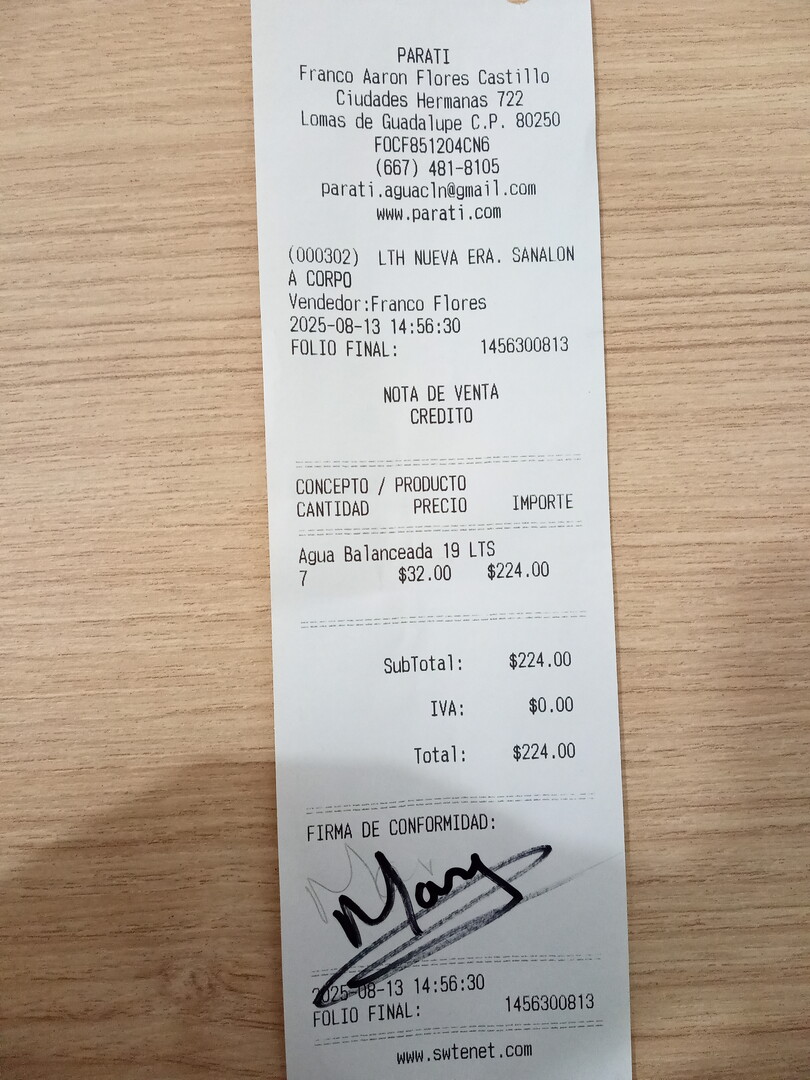 PARATI
Franco Aaron Flores Castillo
Ciudades Hermanas 722
Lomas de Guadalupe C.P. 80250
FOCF851204CN6
(667) 481-8105
parati.aguacln@gmail.com
www.parati.com
(000302) LTH NUEVA ERA. SANALON
A CORPO
Vendedor:Franco Flores
2025-08-13 14:56:30
FOLIO FINAL: 1456300813
NOTA DE VENTA
CREDITO
CONCEPTO / PRODUCTO
CANTIDAD PRECIO IMPORTE
Agua Balanceada 19 LTS
7 $32.00 $224.00
SubTotal: $224.00
IVA: $0.00
Total: $224.00
FIRMA DE CONFORMIDAD:
Mary
2025-08-13 14:56:30
FOLIO FINAL: 1456300813
www.swtenet.com